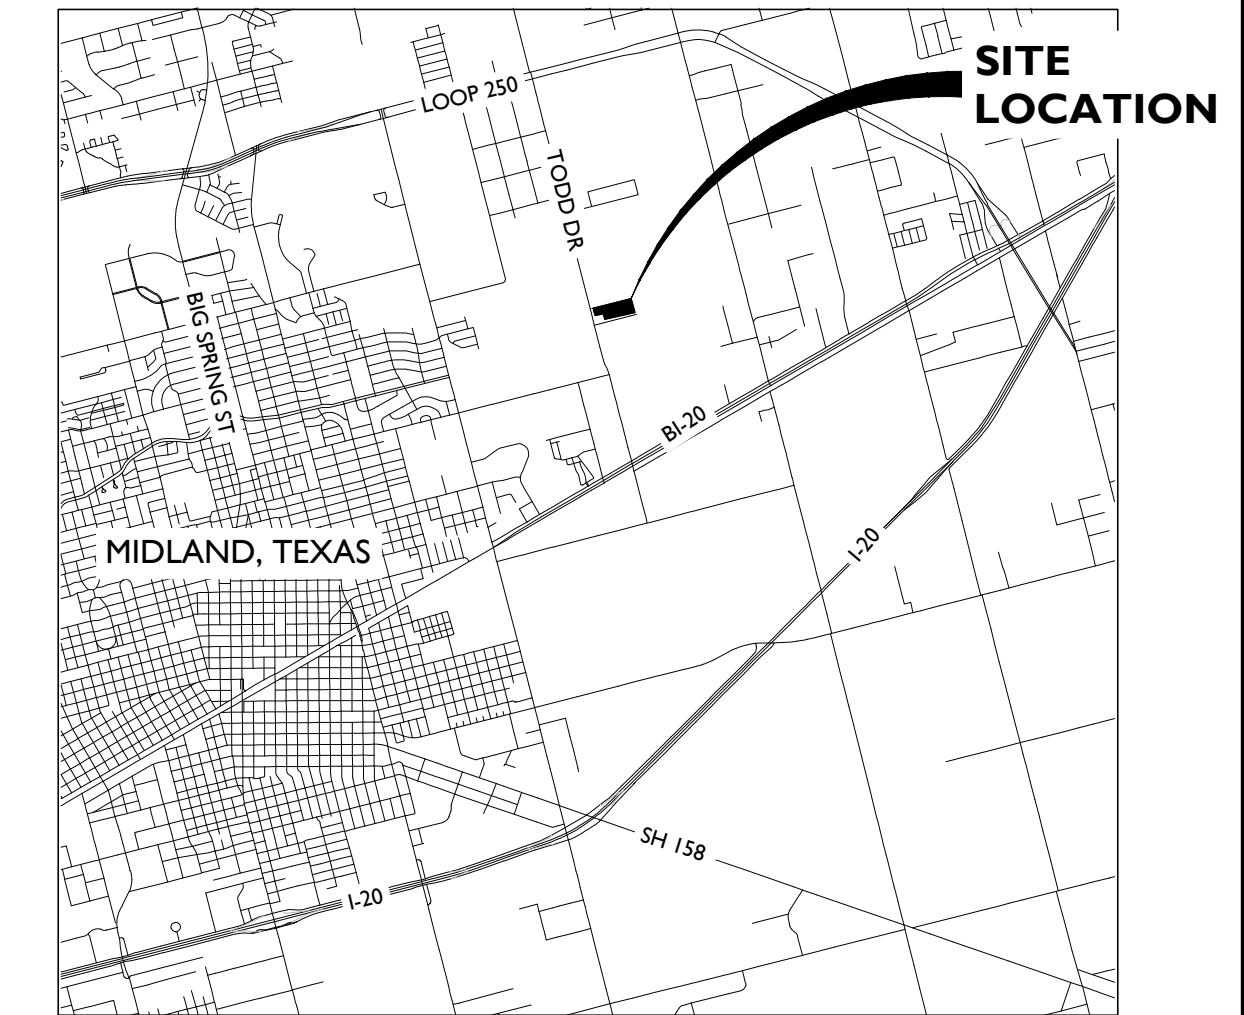 SITE
LOCATION
LOOP 250
TODD DR
BIG SPRING ST
BI-20
MIDLAND, TEXAS
I-20
SH 158
I-20